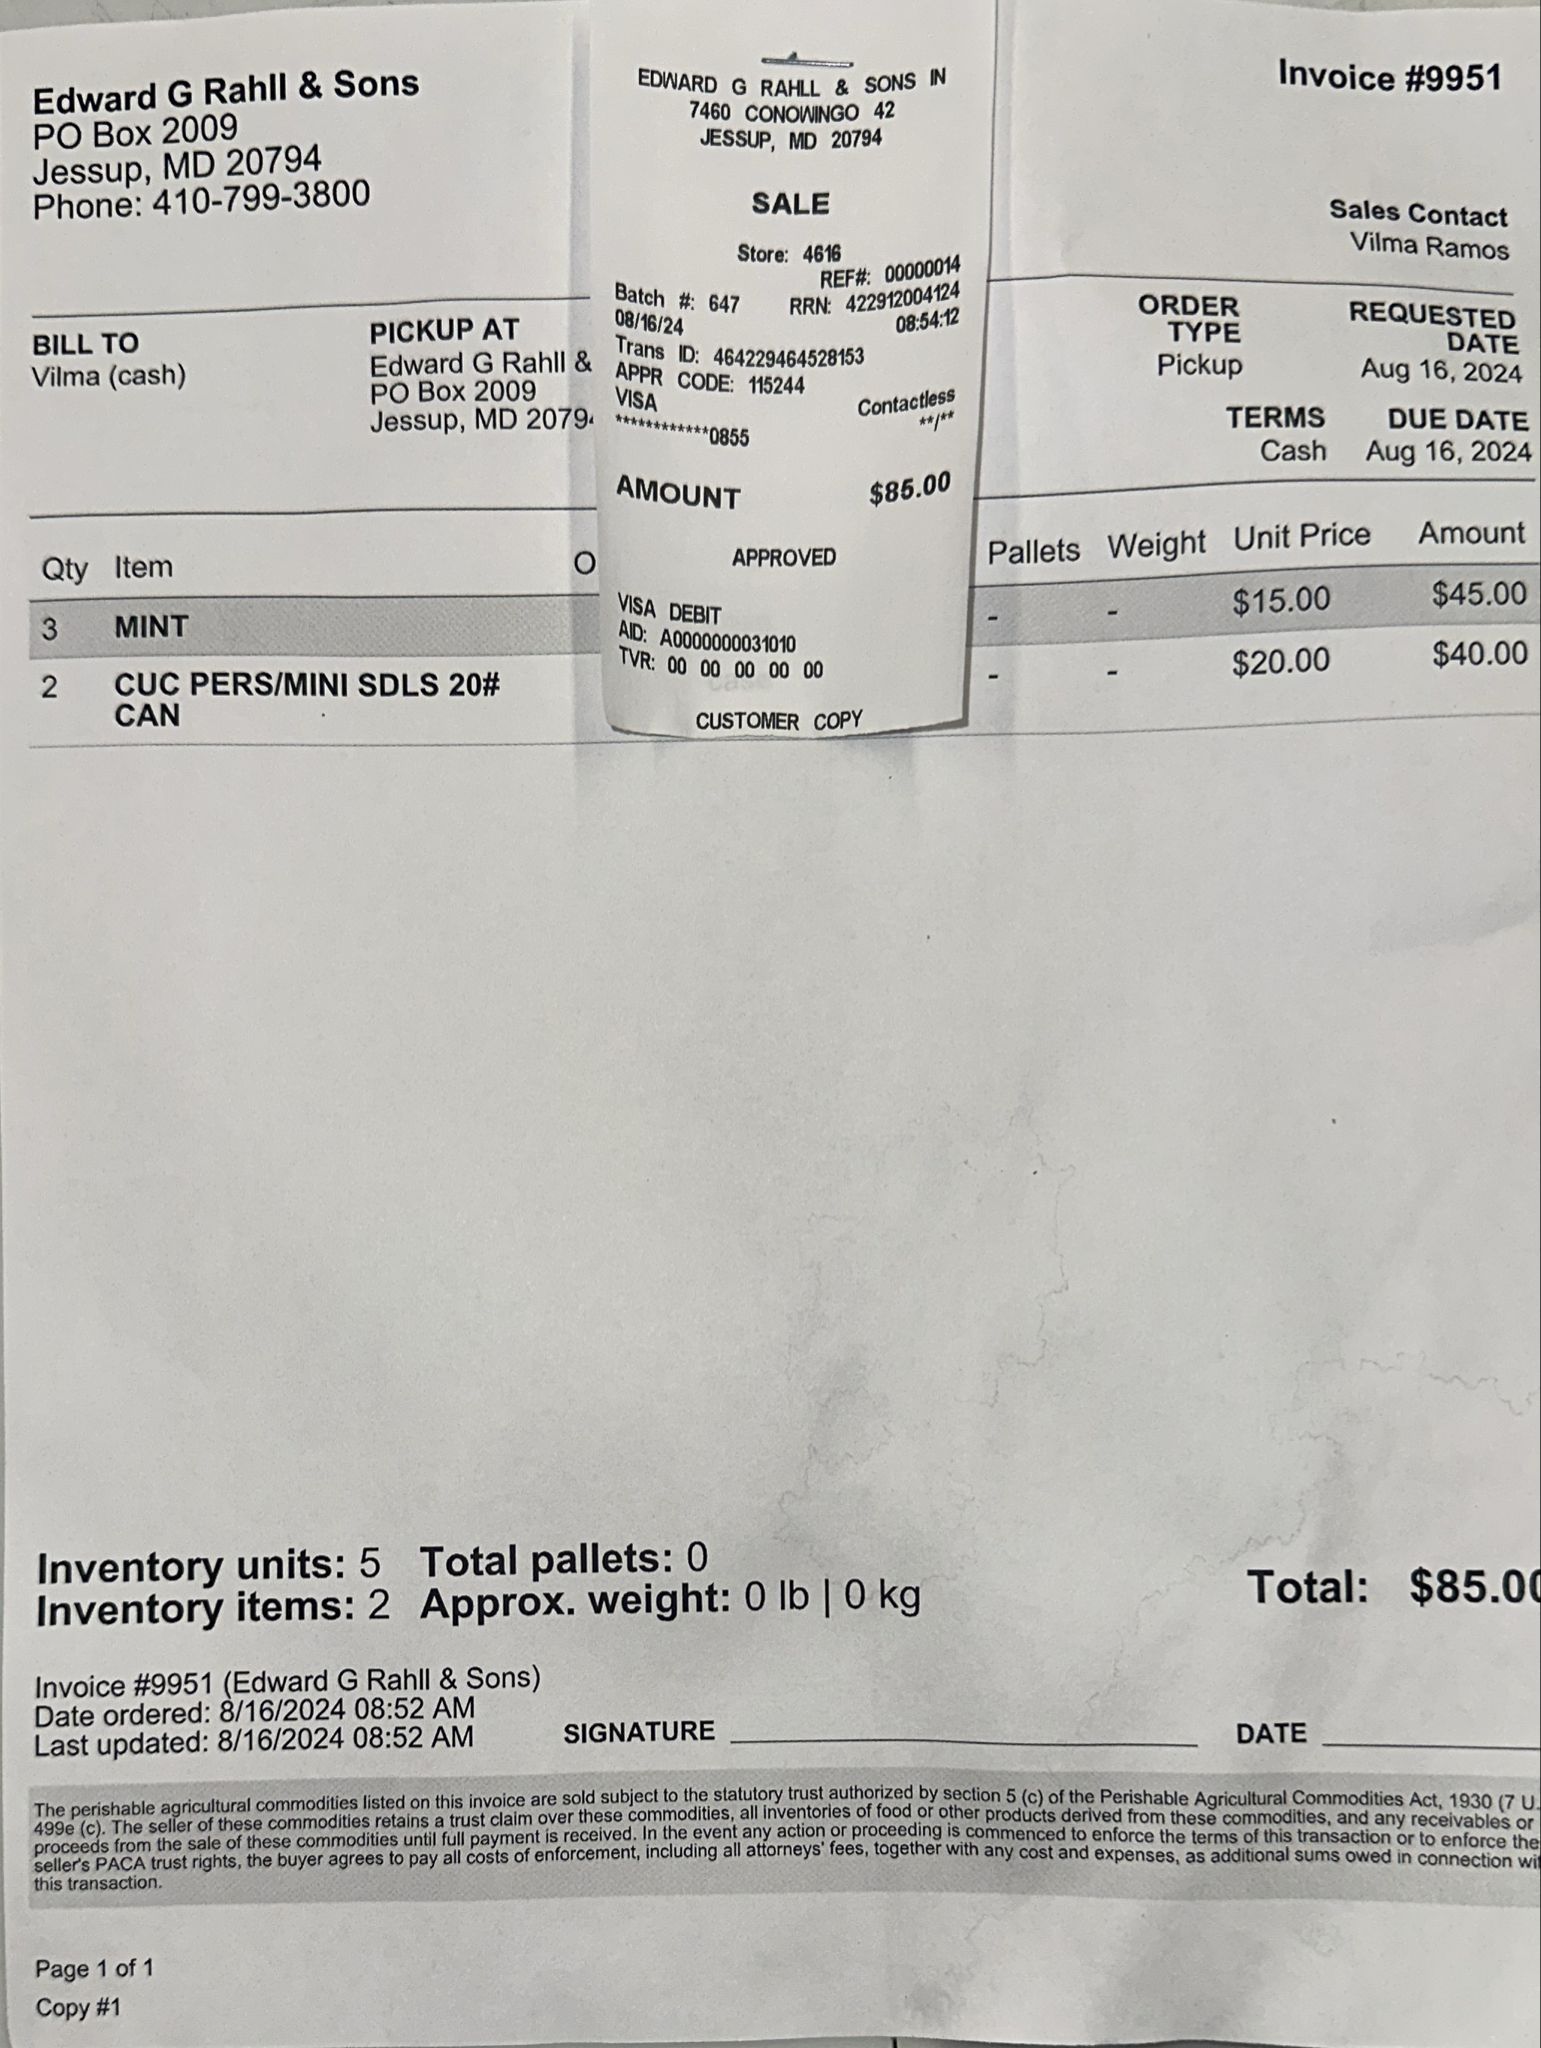 Edward G Rahll & Sons
PO Box 2009
Jessup, MD 20794
Phone: 410-799-3800
Invoice #9951
Sales Contact
Vilma Ramos
BILL TO
Vilma (cash)
PICKUP AT
Edward G Rahll &
PO Box 2009
Jessup, MD 2079
ORDER TYPE
Pickup
REQUESTED DATE
Aug 16, 2024
TERMS
Cash
DUE DATE
Aug 16, 2024
EDWARD G RAHLL & SONS IN
7460 CONOWINGO 42
JESSUP, MD 20794
SALE
Store: 4616
REF#: 00000014
Batch #: 647 RRN: 422912004124
08/16/24 08:54:12
Trans ID: 464229464528153
APPR CODE: 115244
VISA Contactless
************0855 **/**
AMOUNT $85.00
APPROVED
VISA DEBIT
AID: A0000000031010
TVR: 00 00 00 00 00
CUSTOMER COPY
Qty Item O Pallets Weight Unit Price Amount
3 MINT - - $15.00 $45.00
2 CUC PERS/MINI SDLS 20# - - $20.00 $40.00
CAN
Inventory units: 5 Total pallets: 0
Inventory items: 2 Approx. weight: 0 lb | 0 kg
Total: $85.00
Invoice #9951 (Edward G Rahll & Sons)
Date ordered: 8/16/2024 08:52 AM
Last updated: 8/16/2024 08:52 AM
SIGNATURE DATE
The perishable agricultural commodities listed on this invoice are sold subject to the statutory trust authorized by section 5 (c) of the Perishable Agricultural Commodities Act, 1930 (7 U.
499e (c). The seller of these commodities retains a trust claim over these commodities, all inventories of food or other products derived from these commodities, and any receivables or
proceeds from the sale of these commodities until full payment is received. In the event any action or proceeding is commenced to enforce the terms of this transaction or to enforce the
seller's PACA trust rights, the buyer agrees to pay all costs of enforcement, including all attorneys' fees, together with any cost and expenses, as additional sums owed in connection wi
this transaction.
Page 1 of 1
Copy #1